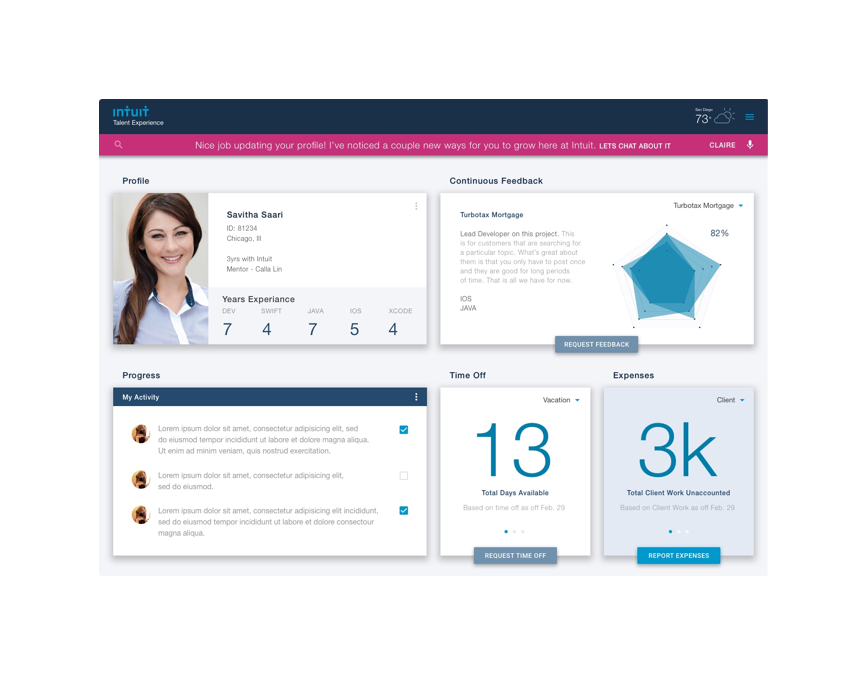 INTUIT
Talent Experience
San Diego
73°
Nice job updating your profile! I've noticed a couple new ways for you to grow here at Intuit. LETS CHAT ABOUT IT
CLAIRE
Profile
Savitha Saari
ID: 81234
Chicago, Ill
3yrs with Intuit
Mentor - Calla Lin
Years Experiance
DEV SWIFT JAVA IOS XCODE
7 4 7 5 4
Continuous Feedback
Turbotax Mortgage
Turbotax Mortgage
Lead Developer on this project. This
is for customers that are searching for
a particular topic. What's great about
them is that you only have to post once
and they are good for long periods
of time. That is all we have for now.
IOS
JAVA
82%
REQUEST FEEDBACK
Progress
My Activity
Lorem ipsum dolor sit amet, consectetur adipisicing elit, sed
do eiusmod tempor incididunt ut labore et dolore magna aliqua.
Ut enim ad minim veniam, quis nostrud exercitation.
Lorem ipsum dolor sit amet, consectetur adipisicing elit,
sed do eiusmod.
Lorem ipsum dolor sit amet, consectetur adipisicing elit incididunt,
sed do eiusmod tempor incididunt ut labore et dolore consectour
magna aliqua.
Time Off
Vacation
13
Total Days Available
Based on time off as off Feb. 29
REQUEST TIME OFF
Expenses
Client
3k
Total Client Work Unaccounted
Based on Client Work as off Feb. 29
REPORT EXPENSES